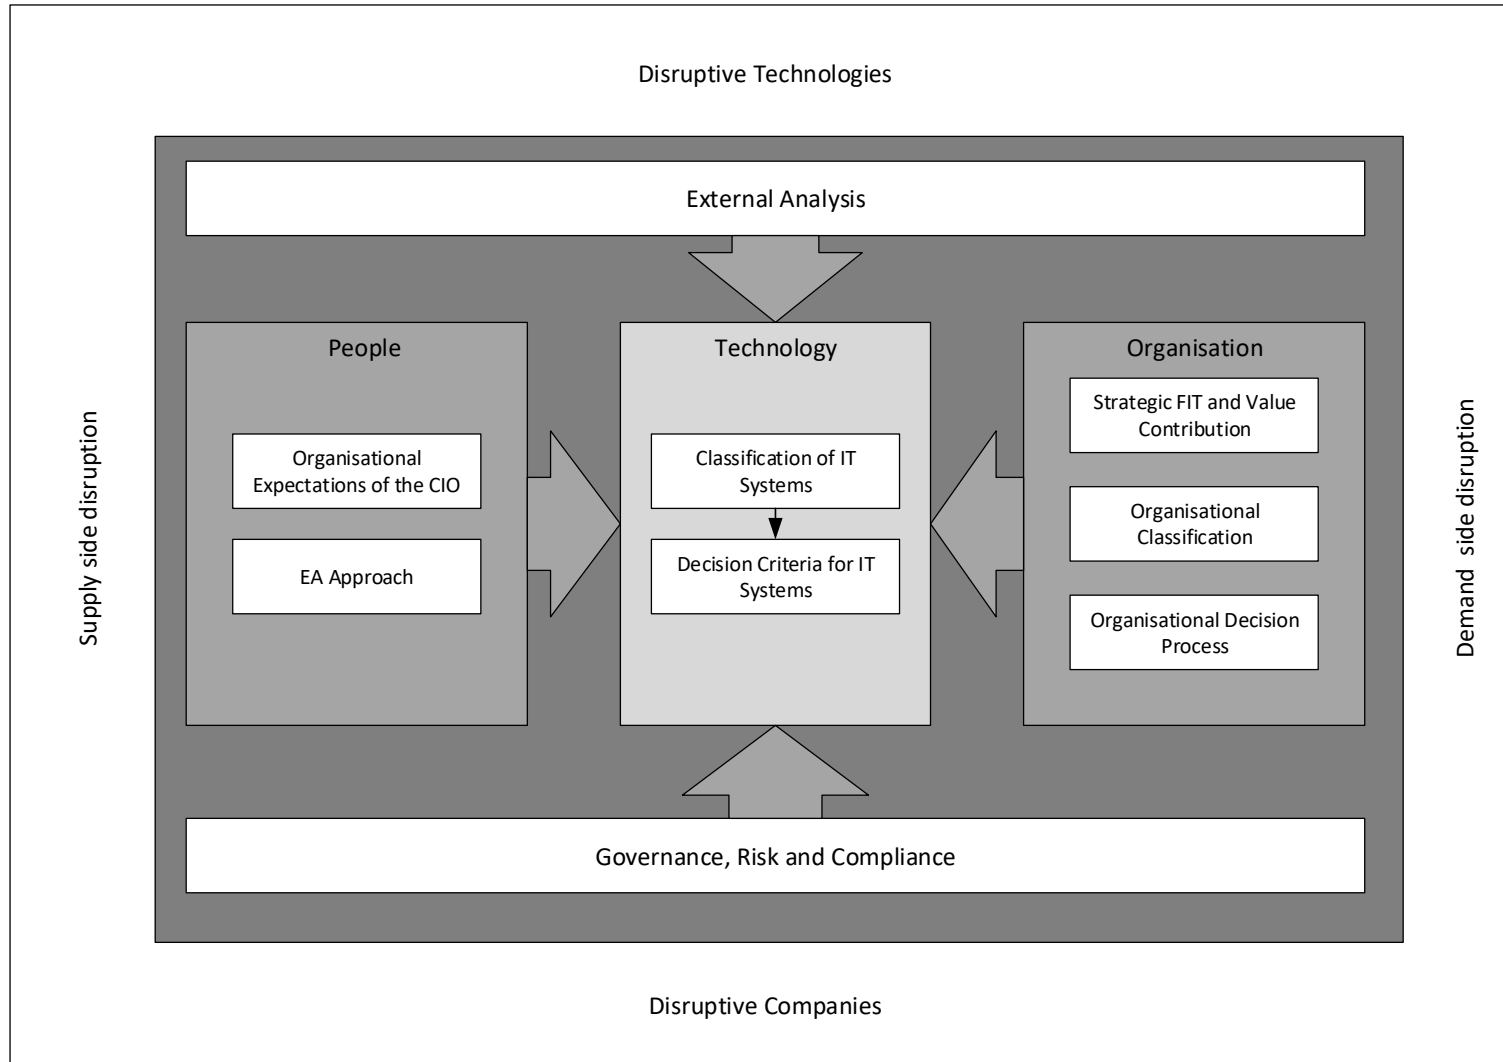 Disruptive Technologies
External Analysis
Supply side disruption
People
Organisational
Expectations of the CIO
EA Approach
Technology
Classification of IT
Systems
Decision Criteria for IT
Systems
Organisation
Strategic FIT and Value
Contribution
Organisational
Classification
Organisational Decision
Process
Demand  side disruption
Governance, Risk and Compliance
Disruptive Companies